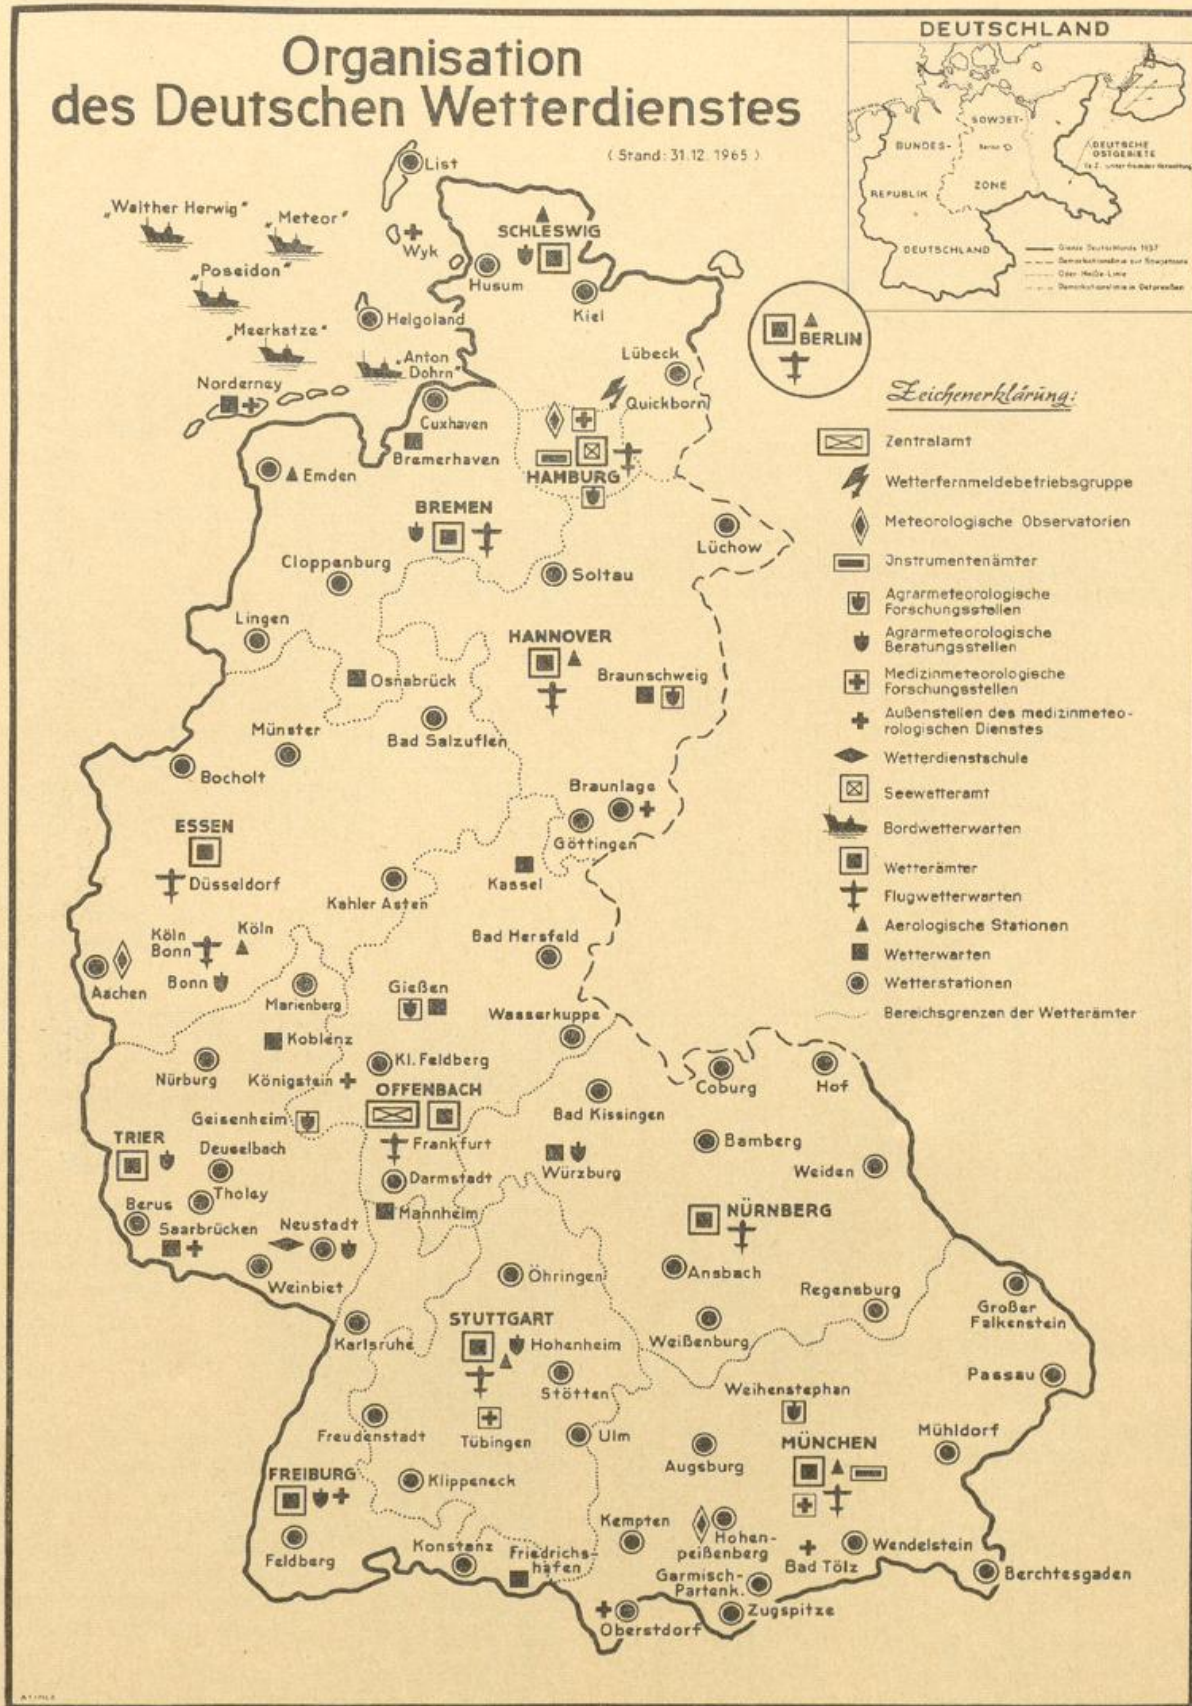 Organisation
des Deutschen Wetterdienstes
( Stand: 31.12.1965 )
DEUTSCHLAND
SOWJET-
BUNDES-
Berlin
DEUTSCHE
OSTGEBIETE
REPUBLIK
ZONE
DEUTSCHLAND
Grenze Deutschlands 1937
Oder-Neiße-Linie
List
„Walther Herwig"
„Meteor"
Wyk
SCHLESWIG
„Poseidon"
Husum
Kiel
Helgoland
„Meerkatze"
„Anton
Dohrn"
BERLIN
Lübeck
Norderney
Quickborn
Cuxhaven
Bremerhaven
Emden
HAMBURG
BREMEN
Lüchow
Cloppenburg
Soltau
Lingen
HANNOVER
Osnabrück
Braunschweig
Münster
Bad Salzuflen
Bocholt
Braunlage
ESSEN
Göttingen
Düsseldorf
Kassel
Kahler Asten
Köln
Bonn
Köln
Bad Hersfeld
Aachen
Bonn
Marienberg
Gießen
Wasserkuppe
Koblenz
Nürburg
Kl. Feldberg
Königstein
OFFENBACH
Coburg
Hof
Geisenheim
Bad Kissingen
TRIER
Deuselbach
Frankfurt
Würzburg
Bamberg
Weiden
Darmstadt
Berus
Tholey
Mannheim
Saarbrücken
Neustadt
NÜRNBERG
Weinbiet
Öhringen
Ansbach
Regensburg
Großer
Falkenstein
Karlsruhe
STUTTGART
Hohenheim
Weißenburg
Stötten
Passau
Weihenstephan
Freudenstadt
Tübingen
Ulm
Augsburg
MÜNCHEN
Mühldorf
FREIBURG
Klippeneck
Feldberg
Konstanz
Friedrichs-
hafen
Kempten
Hohen-
peißenberg
Bad Tölz
Wendelstein
Garmisch-
Partenk.
Berchtesgaden
Oberstdorf
Zugspitze
Zeichenerklärung:
Zentralamt
Wetterfernmeldebetriebsgruppe
Meteorologische Observatorien
Jnstrumentenämter
Agrarmeteorologische
Forschungsstellen
Agrarmeteorologische
Beratungsstellen
Medizinmeteorologische
Forschungsstellen
Außenstellen des medizinmeteo-
rologischen Dienstes
Wetterdienstschule
Seewetteramt
Bordwetterwarten
Wetterämter
Flugwetterwarten
Aerologische Stationen
Wetterwarten
Wetterstationen
Bereichsgrenzen der Wetterämter